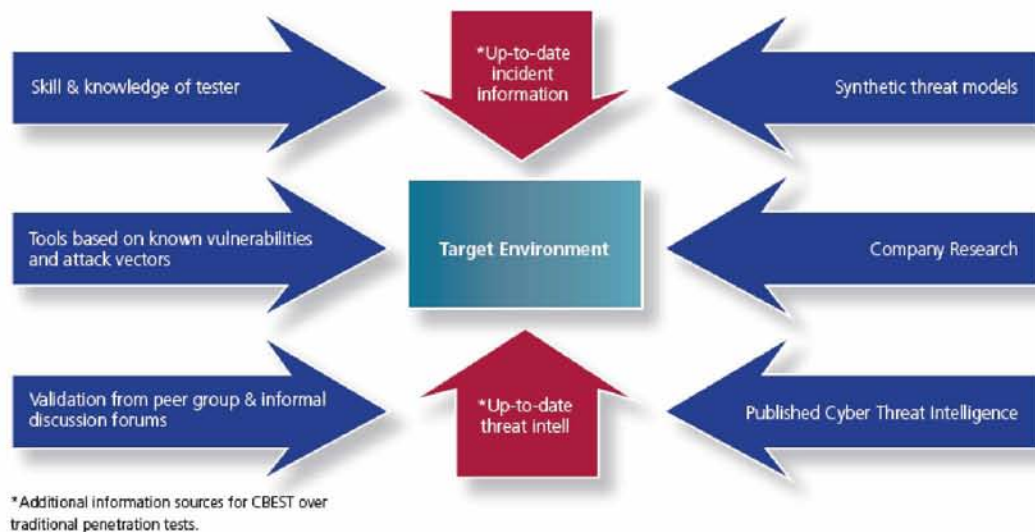 *Up-to-date
incident
information
Skill & knowledge of tester
Synthetic threat models
Tools based on known vulnerabilities
and attack vectors
Target Environment
Company Research
Validation from peer group & informal
discussion forums
*Up-to-date
threat intell
Published Cyber Threat Intelligence
*Additional information sources for CBEST over
traditional penetration tests.